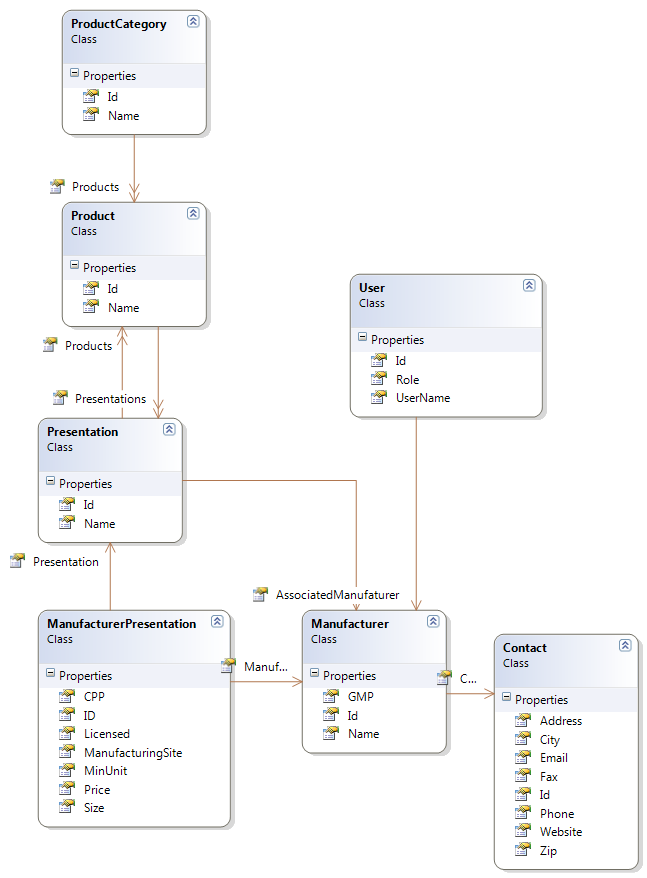 ProductCategory
Class
Properties
Id
Name
Products
Product
Class
Properties
Id
Name
Products
Presentations
User
Class
Properties
Id
Role
UserName
Presentation
Class
Properties
Id
Name
Presentation
AssociatedManufaturer
ManufacturerPresentation
Class
Properties
CPP
ID
Licensed
ManufacturingSite
MinUnit
Price
Size
Manuf...
Manufacturer
Class
Properties
GMP
Id
Name
C...
Contact
Class
Properties
Address
City
Email
Fax
Id
Phone
Website
Zip